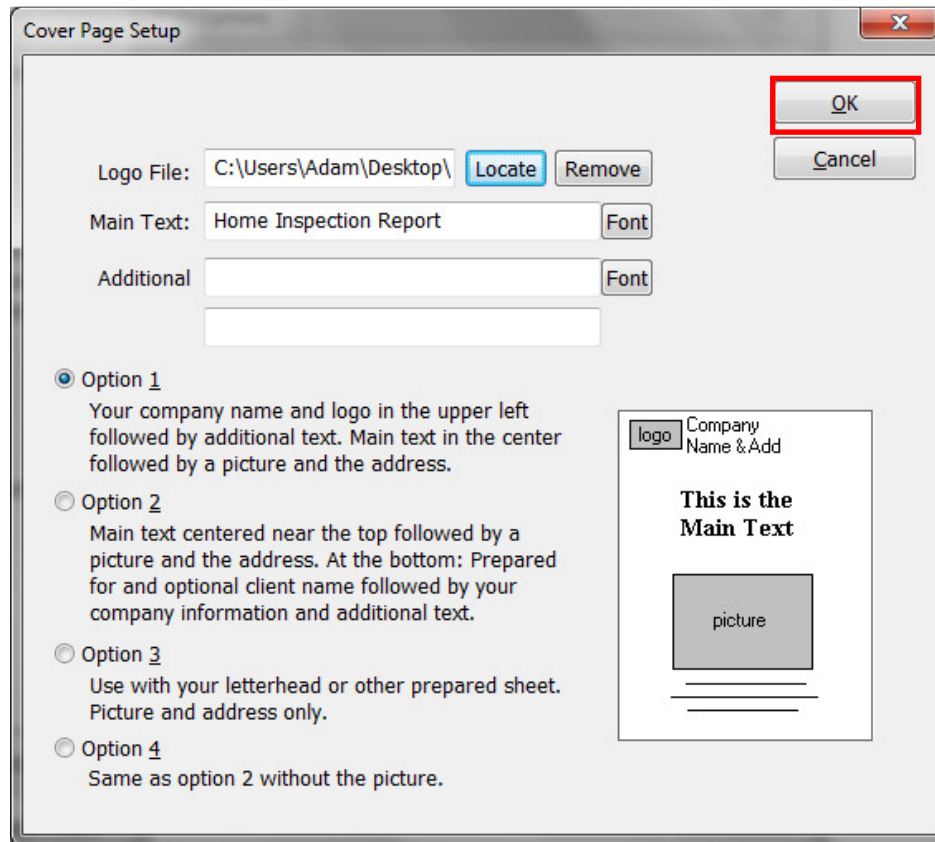 Cover Page Setup
OK
Cancel
Logo File: C:\Users\Adam\Desktop\ Locate Remove
Main Text: Home Inspection Report Font
Additional Font
Option 1
Your company name and logo in the upper left
followed by additional text. Main text in the center
followed by a picture and the address.
Option 2
Main text centered near the top followed by a
picture and the address. At the bottom: Prepared
for and optional client name followed by your
company information and additional text.
Option 3
Use with your letterhead or other prepared sheet.
Picture and address only.
Option 4
Same as option 2 without the picture.
logo Company
Name & Add
This is the
Main Text
picture